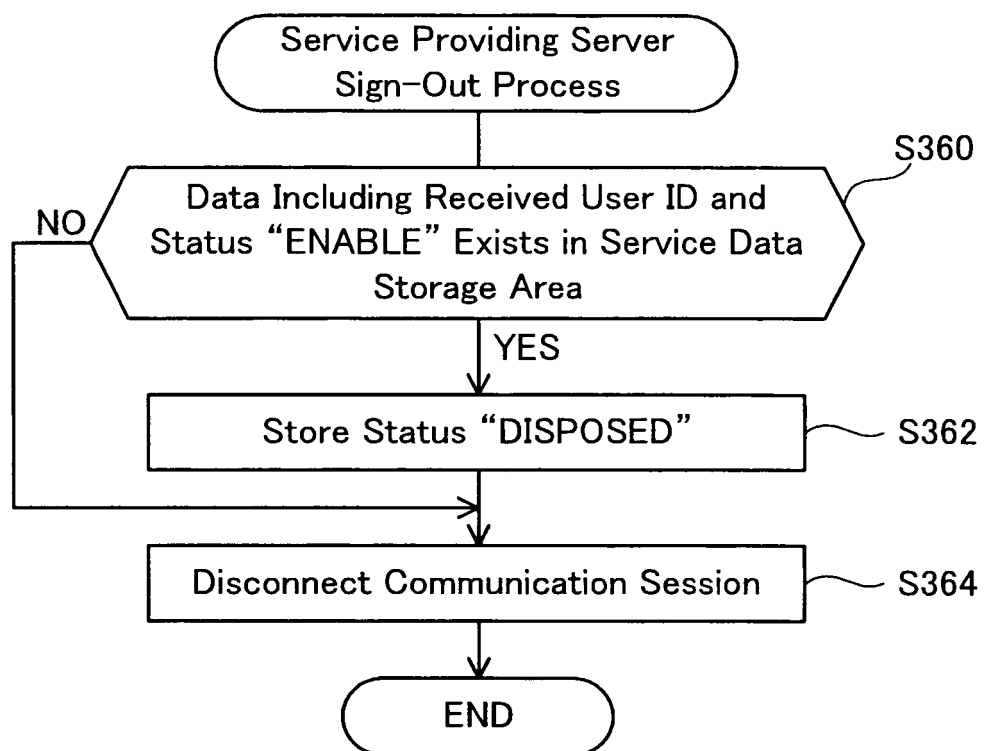 Service Providing Server
Sign-Out Process
S360
Data Including Received User ID and
NO
Status “ENABLE” Exists in Service Data
Storage Area
YES
Store Status “DISPOSED”
S362
Disconnect Communication Session
S364
END